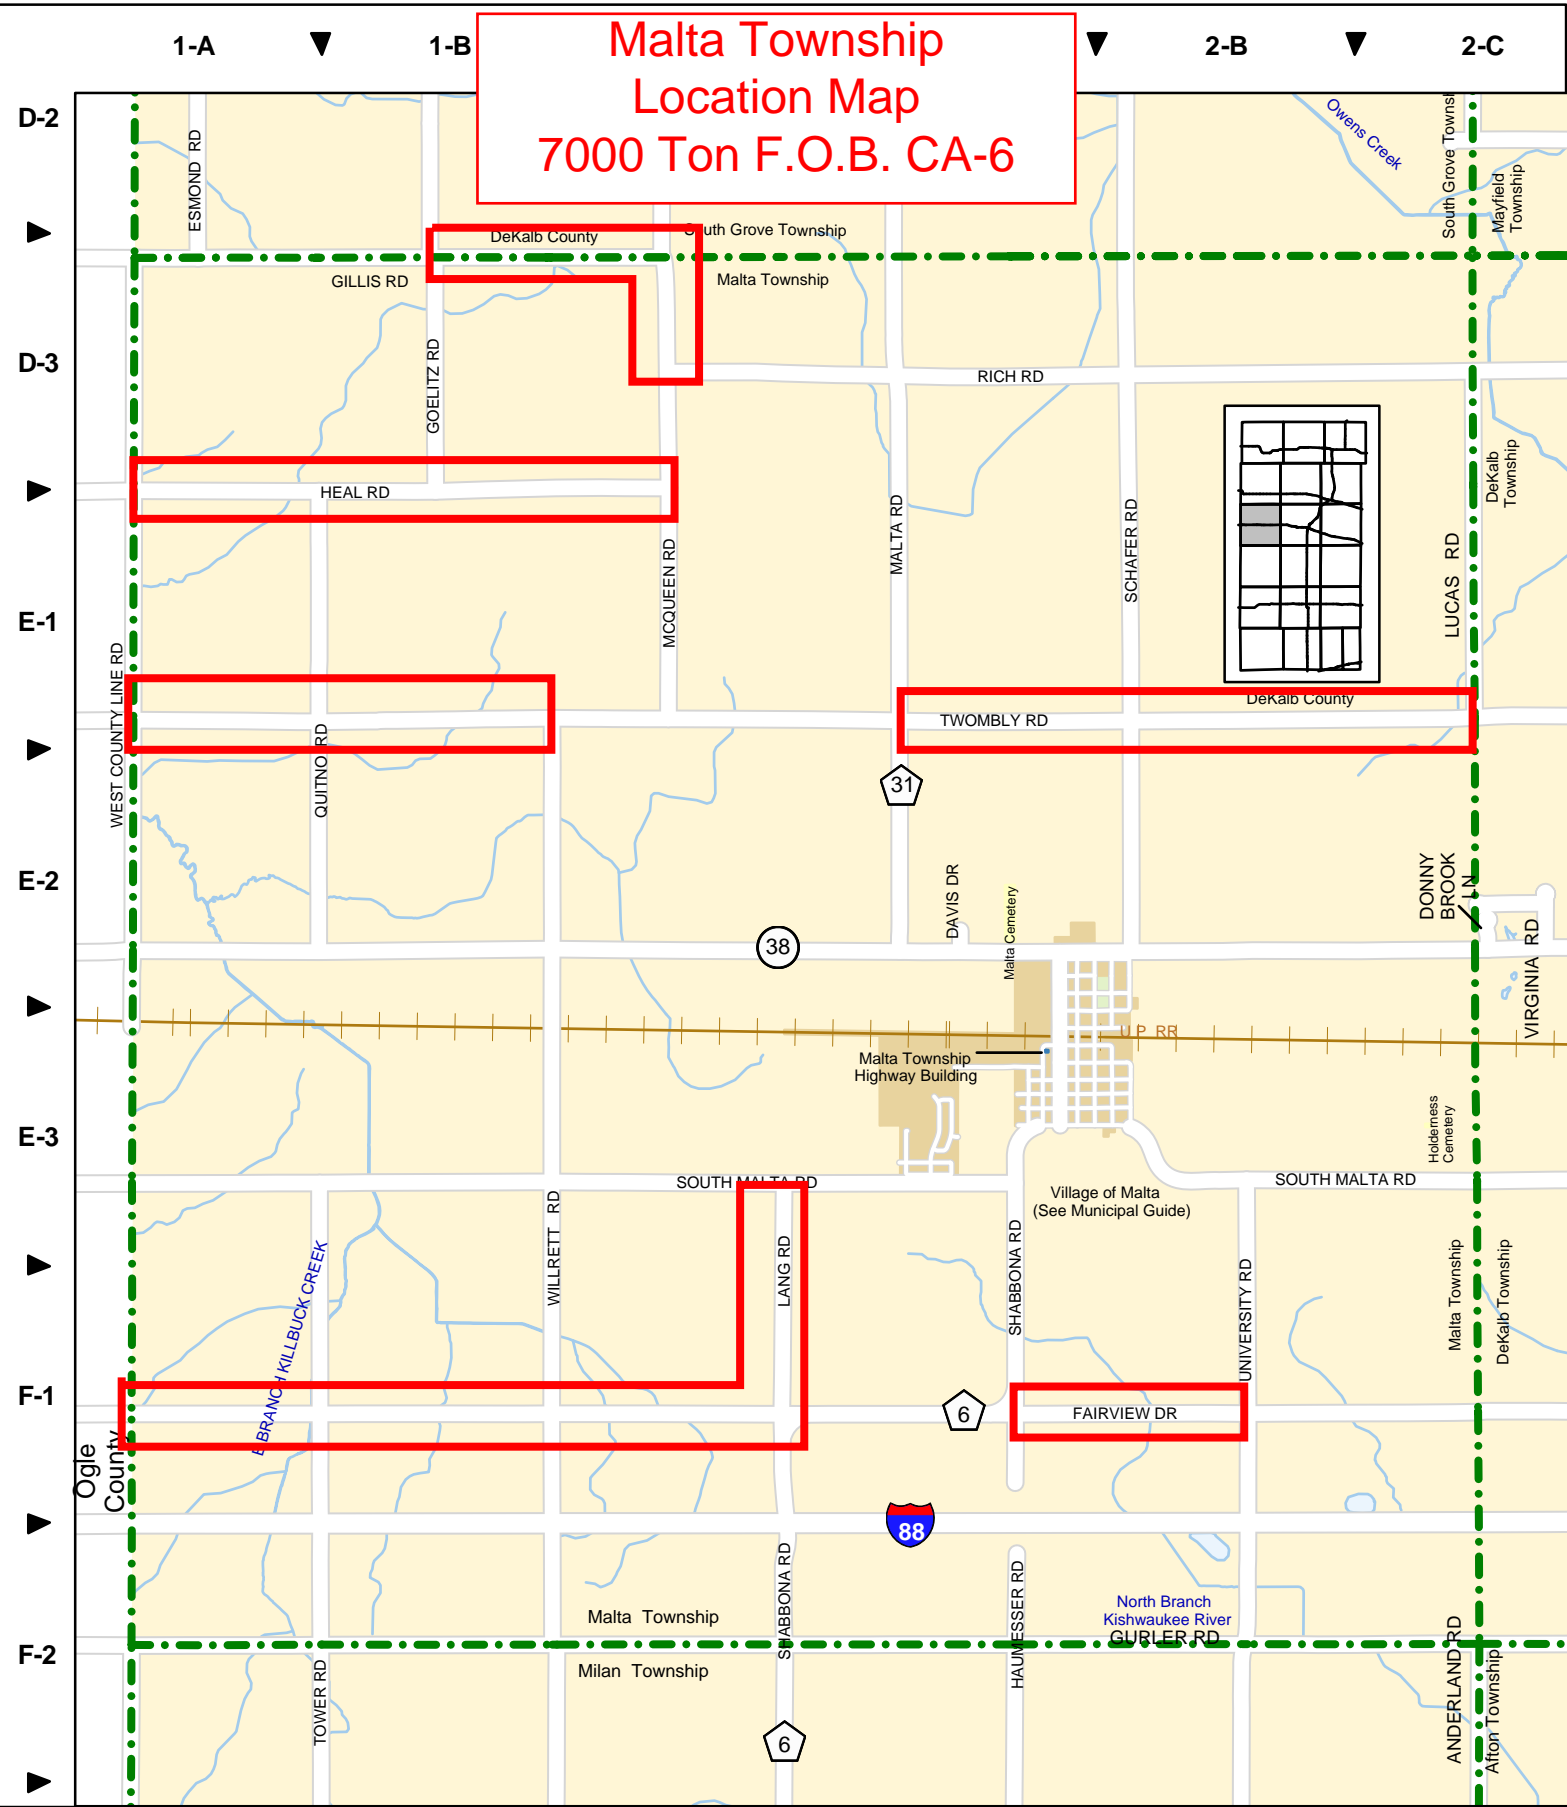 1-A
1-B
2-B
2-C
Malta Township
Location Map
7000 Ton F.O.B. CA-6
D-2
D-3
E-1
E-2
E-3
F-1
F-2
ESMOND RD
Owens Creek
South Grove Townsh
Mayfield
Township
DeKalb County
South Grove Township
GILLIS RD
Malta Township
GOELITZ RD
RICH RD
HEAL RD
MCQUEEN RD
MALTA RD
SCHAFER RD
DeKalb
Township
LUCAS RD
WEST COUNTY LINE RD
QUITNO RD
DeKalb County
TWOMBLY RD
31
DAVIS DR
Malta Cemetery
DONNY
BROOK
LN
VIRGINIA RD
38
U.P. RR
Malta Township
Highway Building
Holderness
Cemetery
SOUTH MALTA RD
SOUTH MALTA RD
Village of Malta
(See Municipal Guide)
WILLRETT RD
LANG RD
SHABBONA RD
UNIVERSITY RD
Malta Township
DeKalb Township
E BRANCH KILLBUCK CREEK
6
FAIRVIEW DR
Ogle
County
88
SHABBONA RD
HAUMESSER RD
North Branch
Kishwaukee River
GURLER RD
Malta Township
Milan Township
TOWER RD
6
ANDERLAND RD
Afton Township